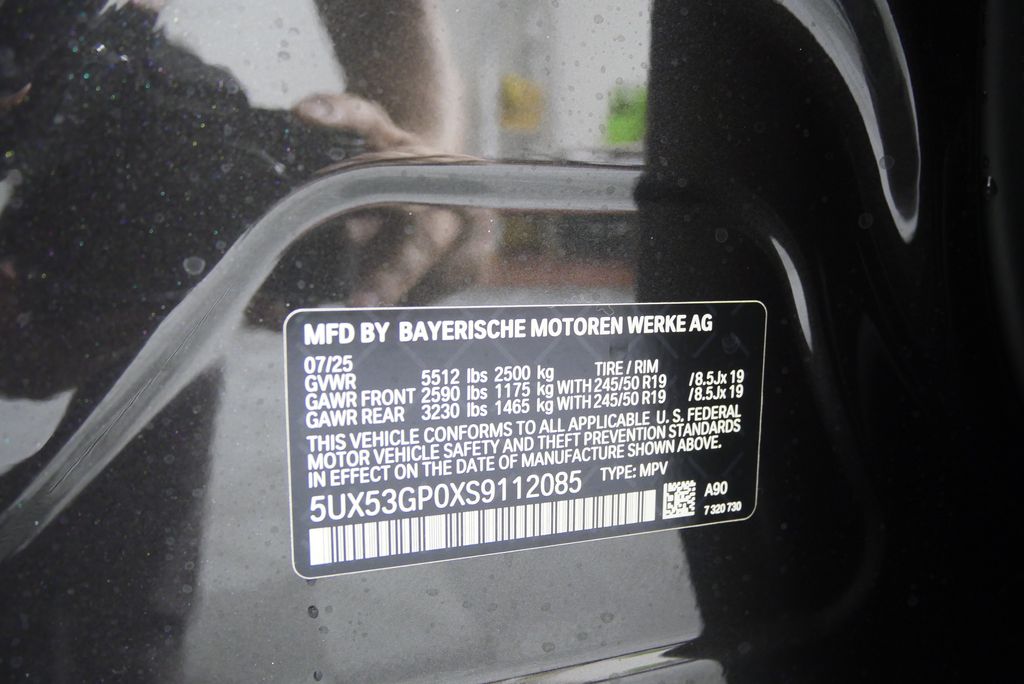 MFD BY BAYERISCHE MOTOREN WERKE AG
07/25
GVWR 5512 lbs 2500 kg TIRE / RIM
GAWR FRONT 2590 lbs 1175 kg WITH 245/50 R19 /8.5Jx 19
GAWR REAR 3230 lbs 1465 kg WITH 245/50 R19 /8.5Jx 19
THIS VEHICLE CONFORMS TO ALL APPLICABLE U. S. FEDERAL
MOTOR VEHICLE SAFETY AND THEFT PREVENTION STANDARDS
IN EFFECT ON THE DATE OF MANUFACTURE SHOWN ABOVE.
5UX53GP0XS9112085 TYPE: MPV
A90
7 320 730